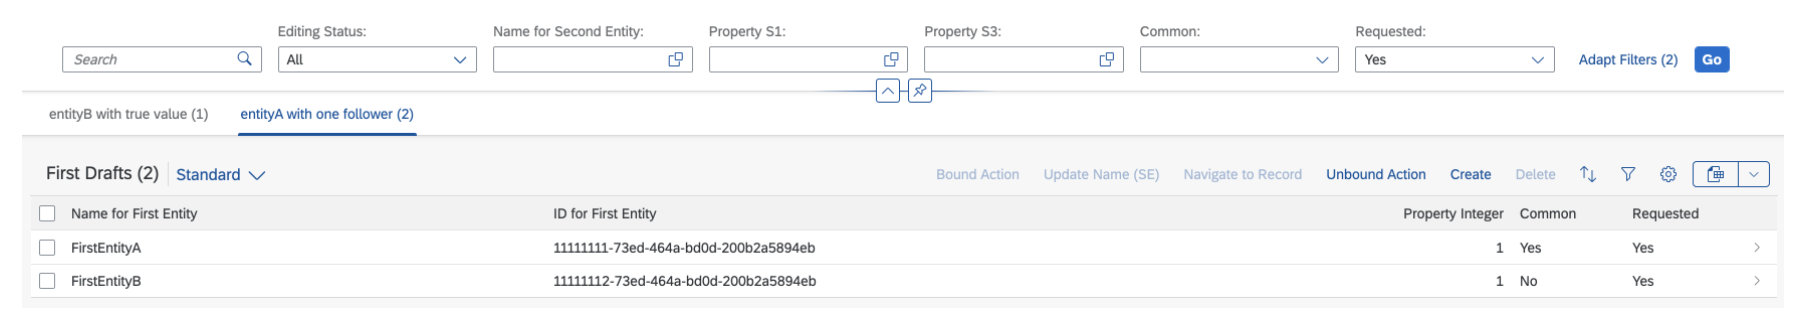 Editing Status: Name for Second Entity: Property S1: Property S3: Common: Requested:
Search All Yes Adapt Filters (2) Go
entityB with true value (1) entityA with one follower (2)
First Drafts (2) Standard Bound Action Update Name (SE) Navigate to Record Unbound Action Create Delete
Name for First Entity ID for First Entity Property Integer Common Requested
FirstEntityA 11111111-73ed-464a-bd0d-200b2a5894eb 1 Yes Yes
FirstEntityB 11111112-73ed-464a-bd0d-200b2a5894eb 1 No Yes